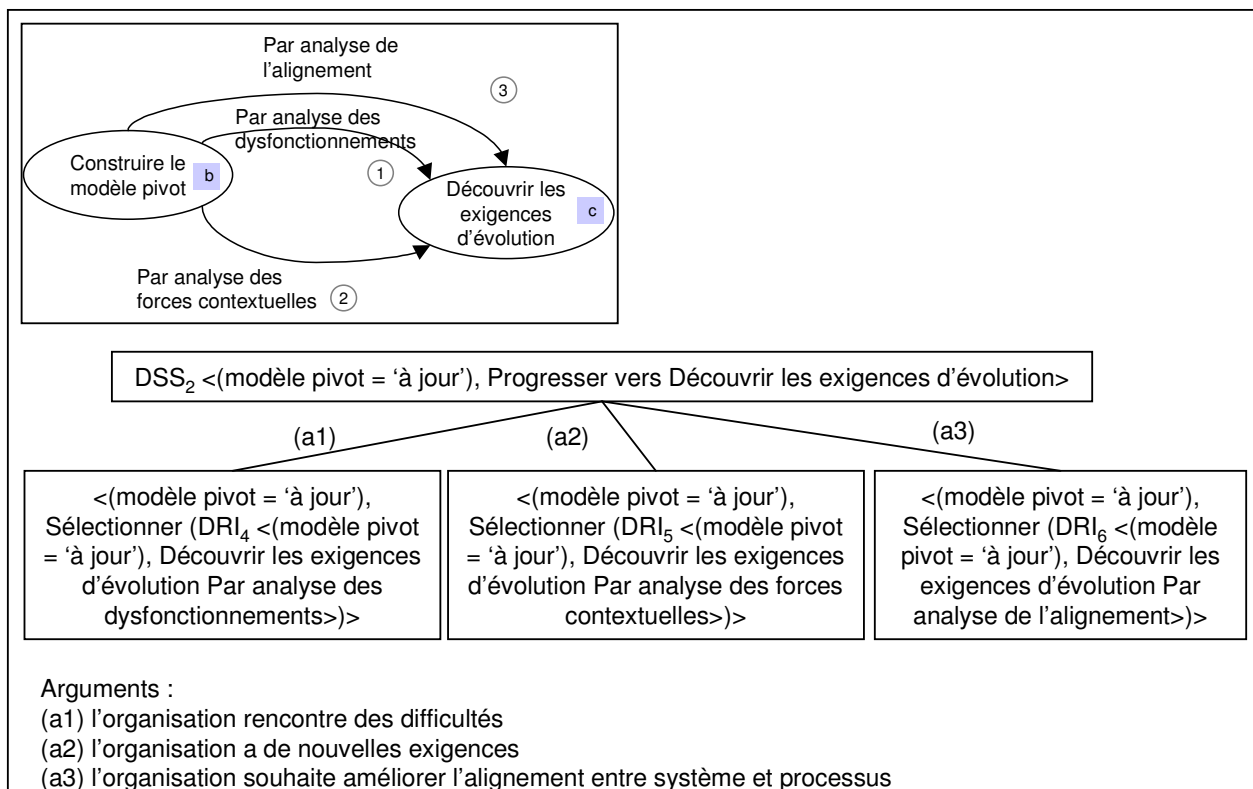 Par analyse de
l'alignement
3
Par analyse des
dysfonctionnements
1
Construire le
modèle pivot
b
Découvrir les
exigences
d'évolution
c
Par analyse des
forces contextuelles
2
DSS2 <(modèle pivot = ‘à jour’), Progresser vers Découvrir les exigences d’évolution>
(a1)
(a2)
(a3)
<(modèle pivot = ‘à jour’),
Sélectionner (DRI4 <(modèle pivot
= ‘à jour’), Découvrir les exigences
d’évolution Par analyse des
dysfonctionnements>)>
<(modèle pivot = ‘à jour’),
Sélectionner (DRI5 <(modèle pivot
= ‘à jour’), Découvrir les exigences
d’évolution Par analyse des forces
contextuelles>)>
<(modèle pivot = ‘à jour’),
Sélectionner (DRI6 <(modèle
pivot = ‘à jour’), Découvrir les
exigences d’évolution Par
analyse de l’alignement>)>
Arguments :
(a1) l’organisation rencontre des difficultés
(a2) l’organisation a de nouvelles exigences
(a3) l’organisation souhaite améliorer l’alignement entre système et processus